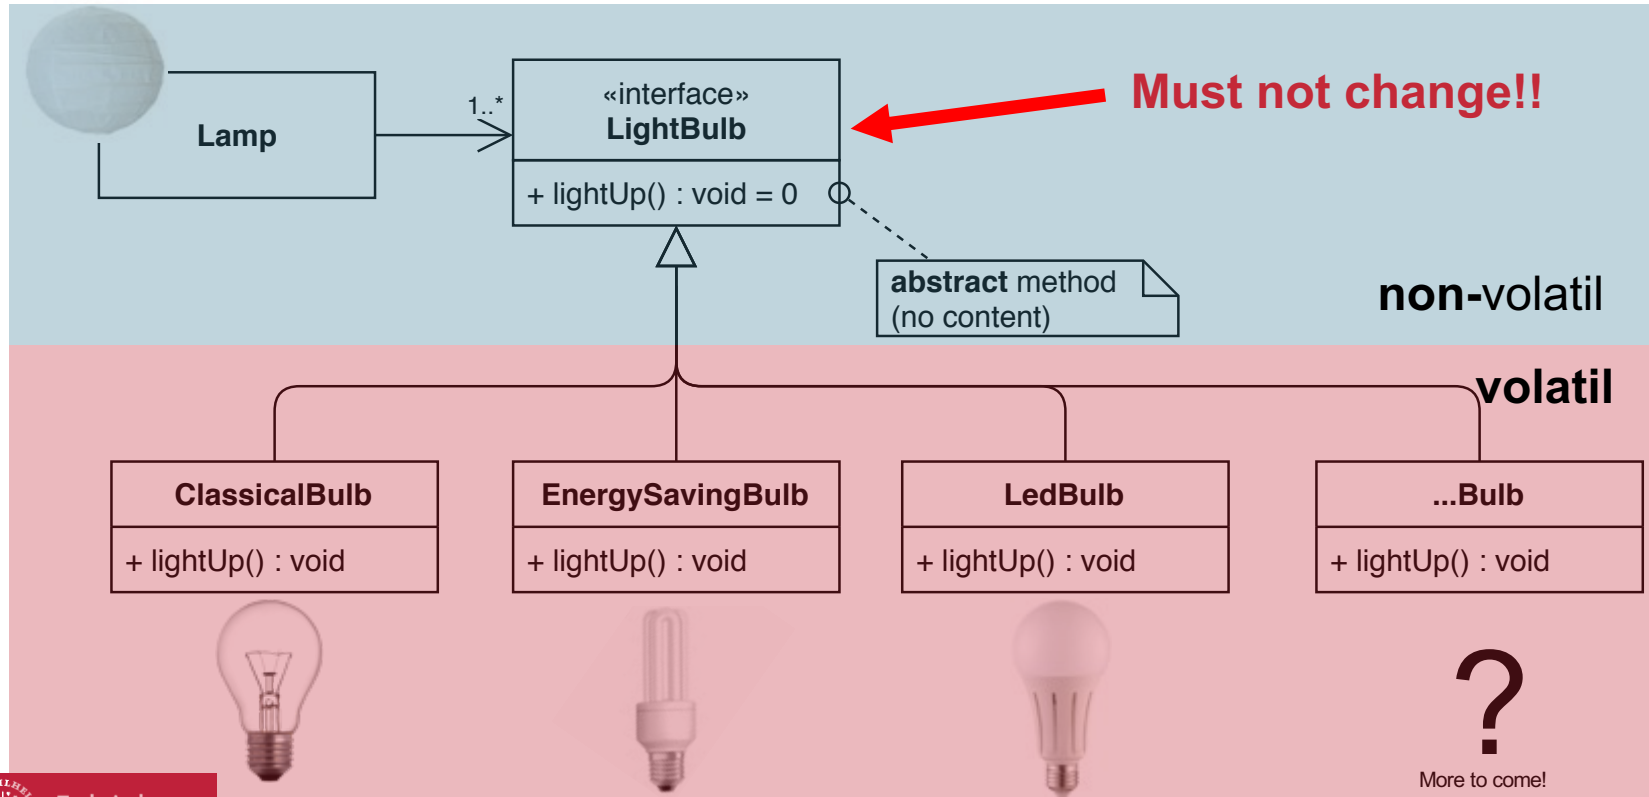 Lamp
1..*
«interface»
LightBulb
+ lightUp() : void = 0
Must not change!!
abstract method
(no content)
non-volatil
volatil
ClassicalBulb
+ lightUp() : void
EnergySavingBulb
+ lightUp() : void
LedBulb
+ lightUp() : void
...Bulb
+ lightUp() : void
?
More to come!